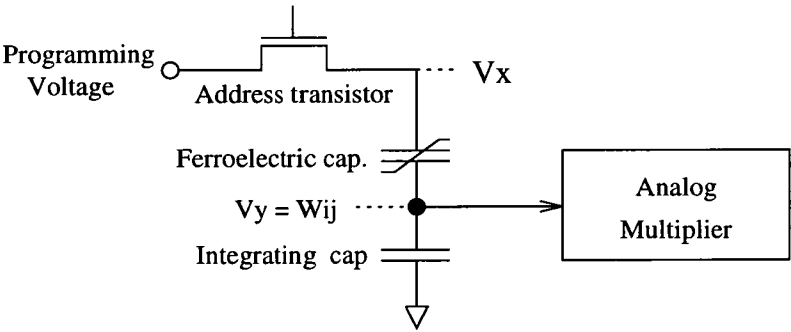 Programming
Voltage
Address transistor
Vx
Ferroelectric cap.
Vy = Wij
Integrating cap
Analog
Multiplier